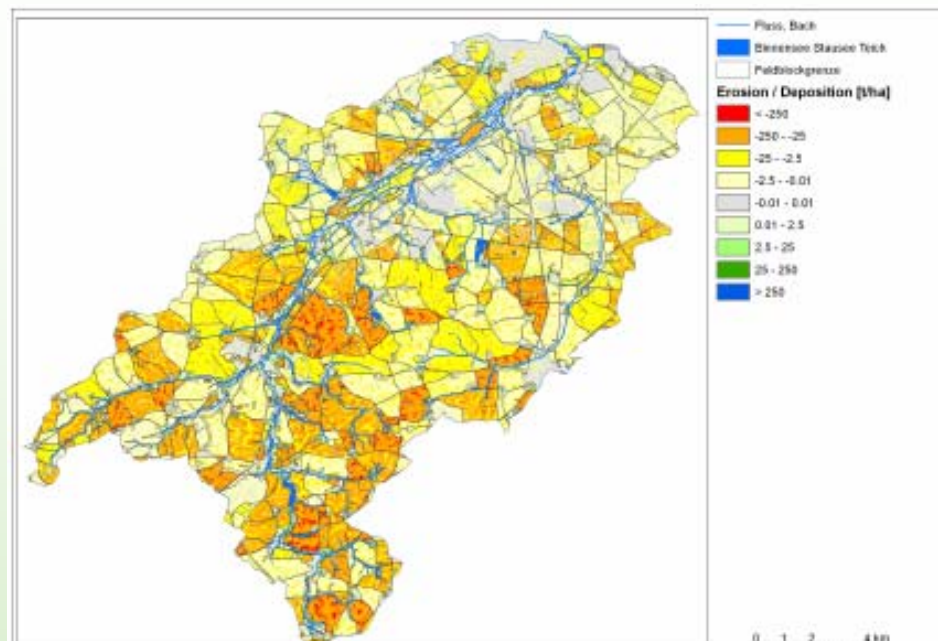 Fluss, Bach
Binnensee Stausee Teich
Feldblockgrenze
Erosion / Deposition [t/ha]
< -250
-250 - -25
-25 - -2.5
-2.5 - -0.01
-0.01 - 0.01
0.01 - 2.5
2.5 - 25
25 - 250
> 250
0 1 2 4 km